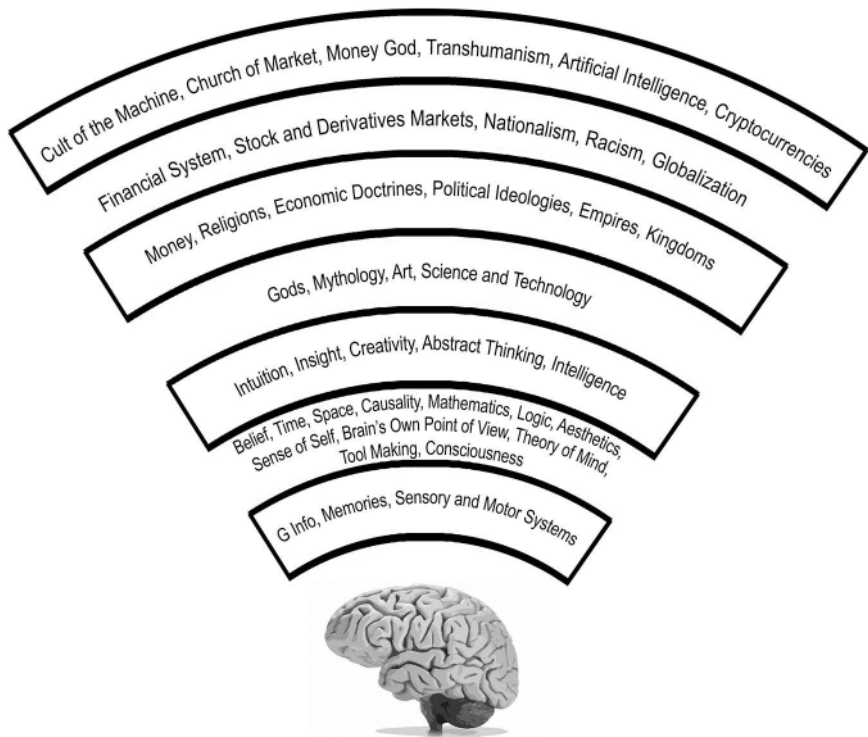 Cult of the Machine, Church of Market, Money God, Transhumanism, Artificial Intelligence, Cryptocurrencies
Financial System, Stock and Derivatives Markets, Nationalism, Racism, Globalization
Money, Religions, Economic Doctrines, Political Ideologies, Empires, Kingdoms
Gods, Mythology, Art, Science and Technology
Intuition, Insight, Creativity, Abstract Thinking, Intelligence
Belief, Time, Space, Causality, Mathematics, Logic, Aesthetics,
Sense of Self, Brain's Own Point of View, Theory of Mind,
Tool Making, Consciousness
G Info, Memories, Sensory and Motor Systems